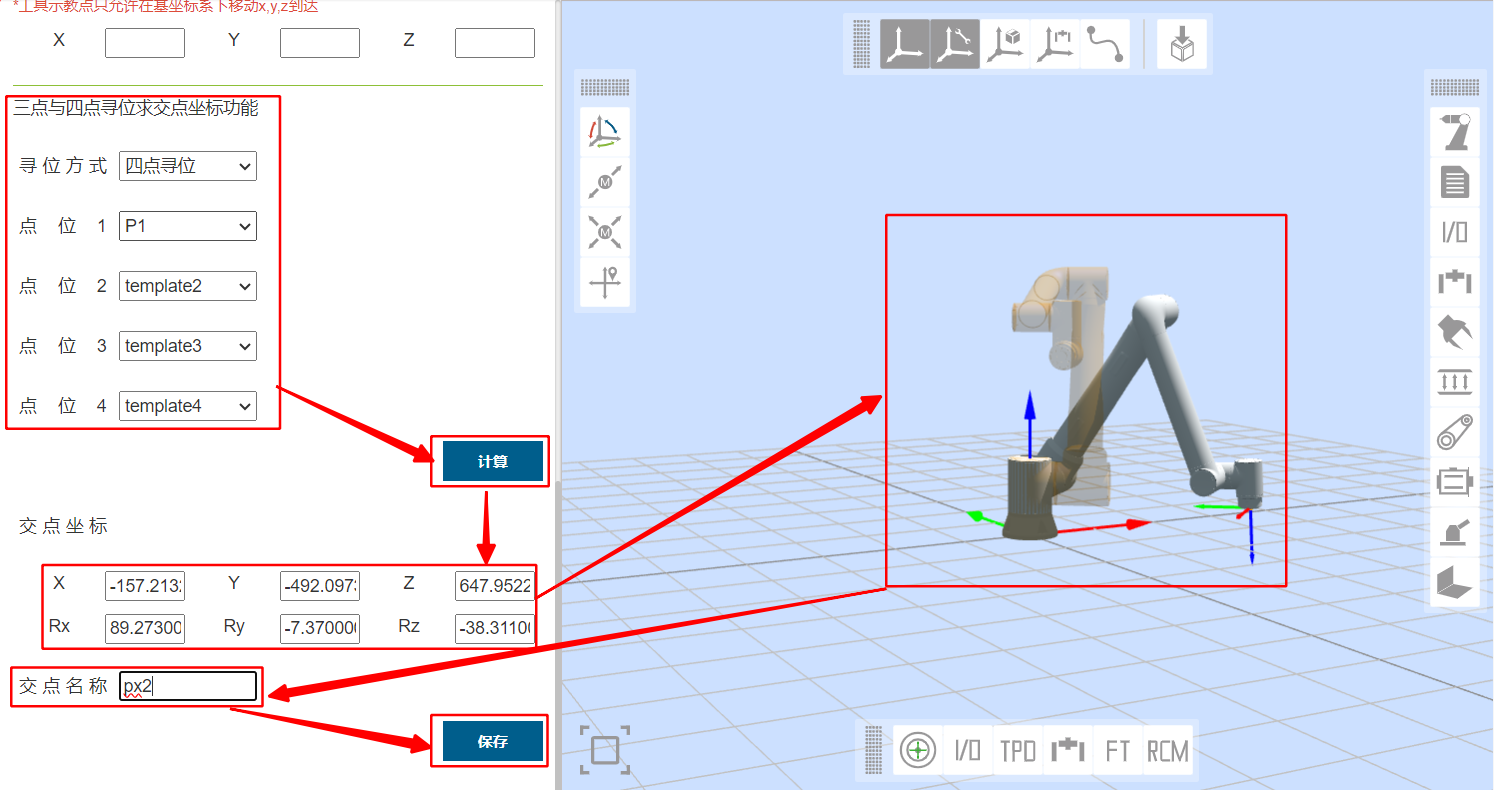 *工具示教点只允许在基坐标系下移动x,y,z到达
X Y Z
三点与四点寻位求交点坐标功能
寻位方式 四点寻位
点位1 P1
点位2 template2
点位3 template3
点位4 template4
计算
交点坐标
X -157.213 Y -492.097 Z 647.9522
Rx 89.27300 Ry -7.37000 Rz -38.3110
交点名称 px2
保存
M
M
I/O
I/O TPD FT RCM